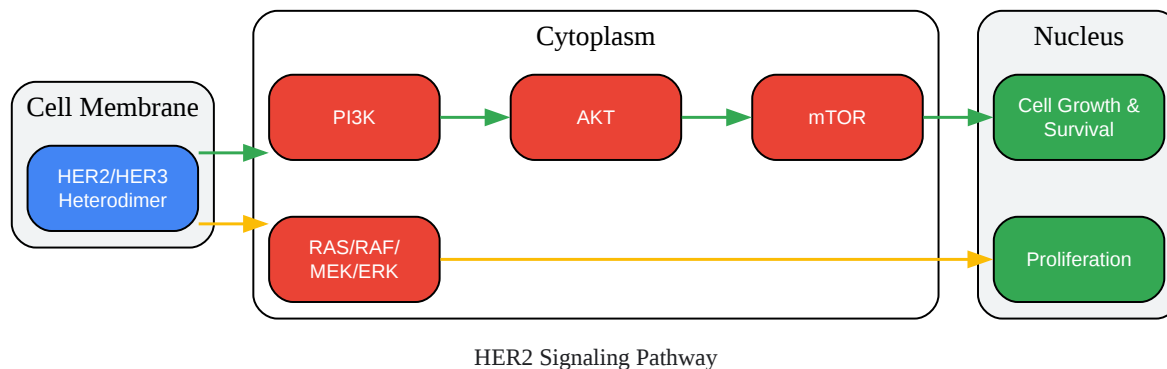 Cell Membrane
HER2/HER3
Heterodimer
Cytoplasm
PI3K
AKT
mTOR
RAS/RAF/
MEK/ERK
Nucleus
Cell Growth &
Survival
Proliferation
HER2 Signaling Pathway